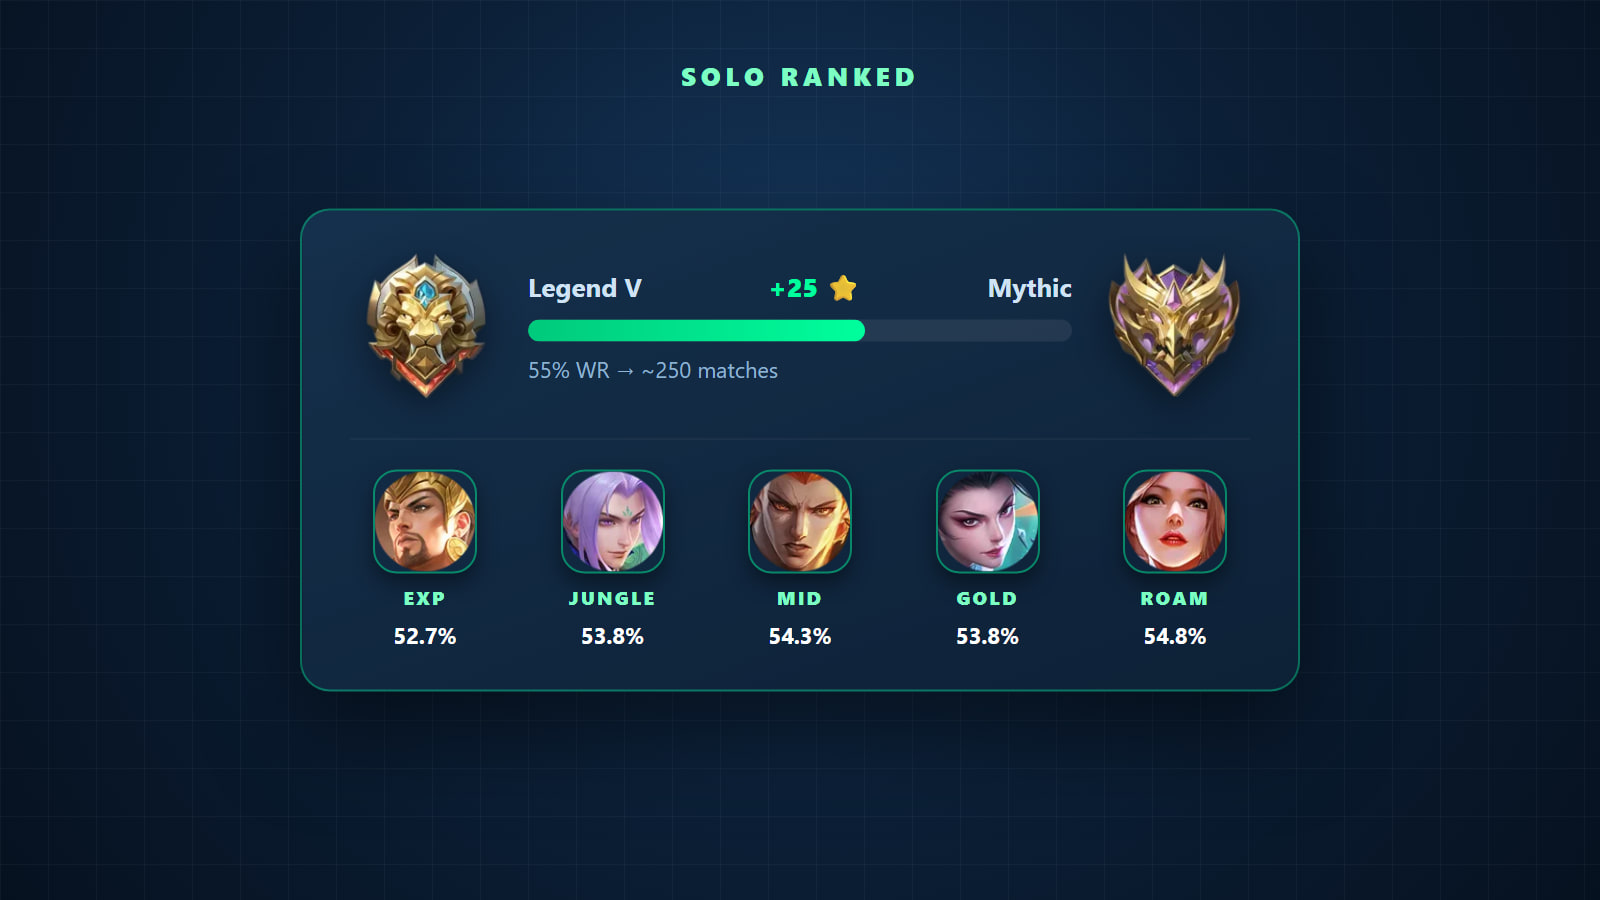 SOLO RANKED
Legend V +25 Mythic
55% WR → ~250 matches
EXP JUNGLE MID GOLD ROAM
52.7% 53.8% 54.3% 53.8% 54.8%